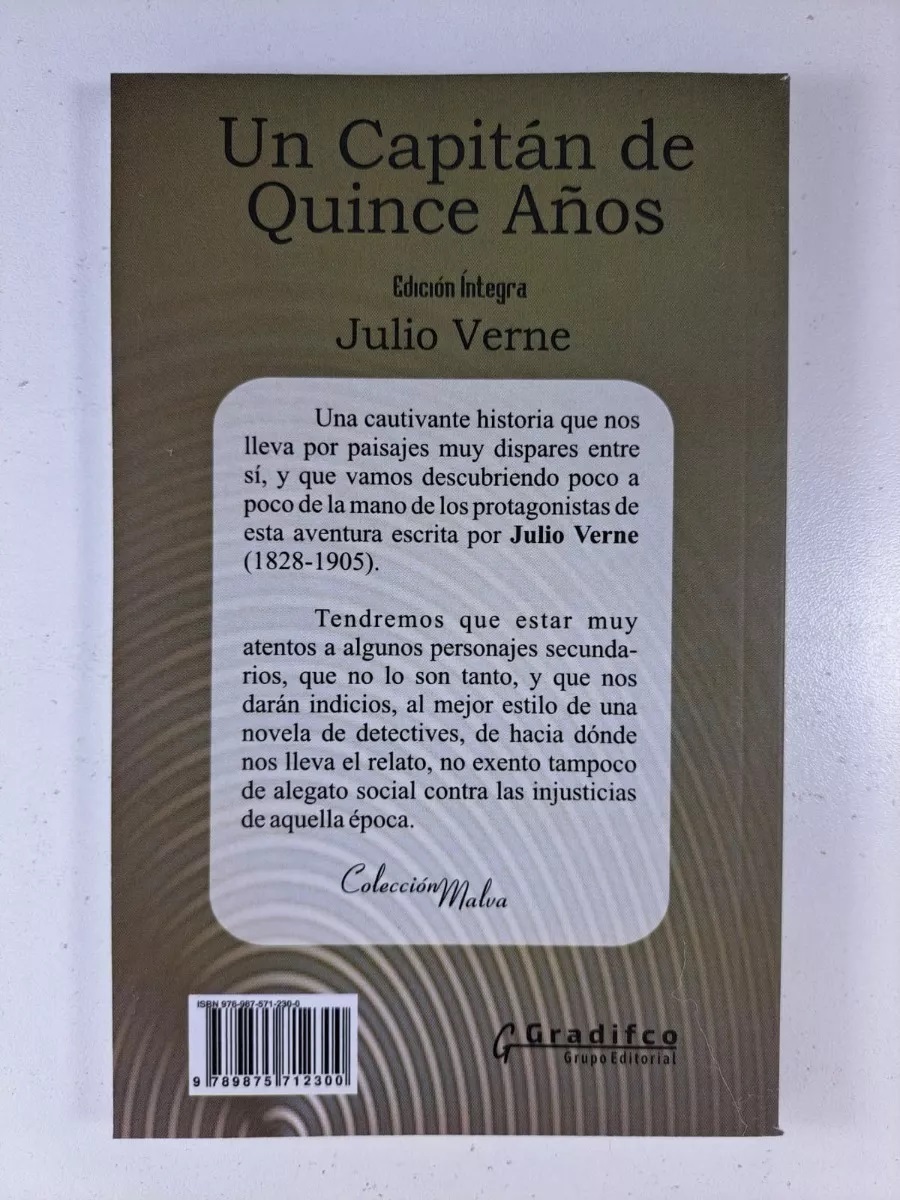 Un Capitán de
Quince Años
Edición Íntegra
Julio Verne
Una cautivante historia que nos
lleva por paisajes muy dispares entre
sí, y que vamos descubriendo poco a
poco de la mano de los protagonistas de
esta aventura escrita por Julio Verne
(1828-1905).
Tendremos que estar muy
atentos a algunos personajes secunda-
rios, que no lo son tanto, y que nos
darán indicios, al mejor estilo de una
novela de detectives, de hacia dónde
nos lleva el relato, no exento tampoco
de alegato social contra las injusticias
de aquella época.
Colección Malva
ISBN 978-987-571-230-0
9 789875 712300
G Gradifco
Grupo Editorial